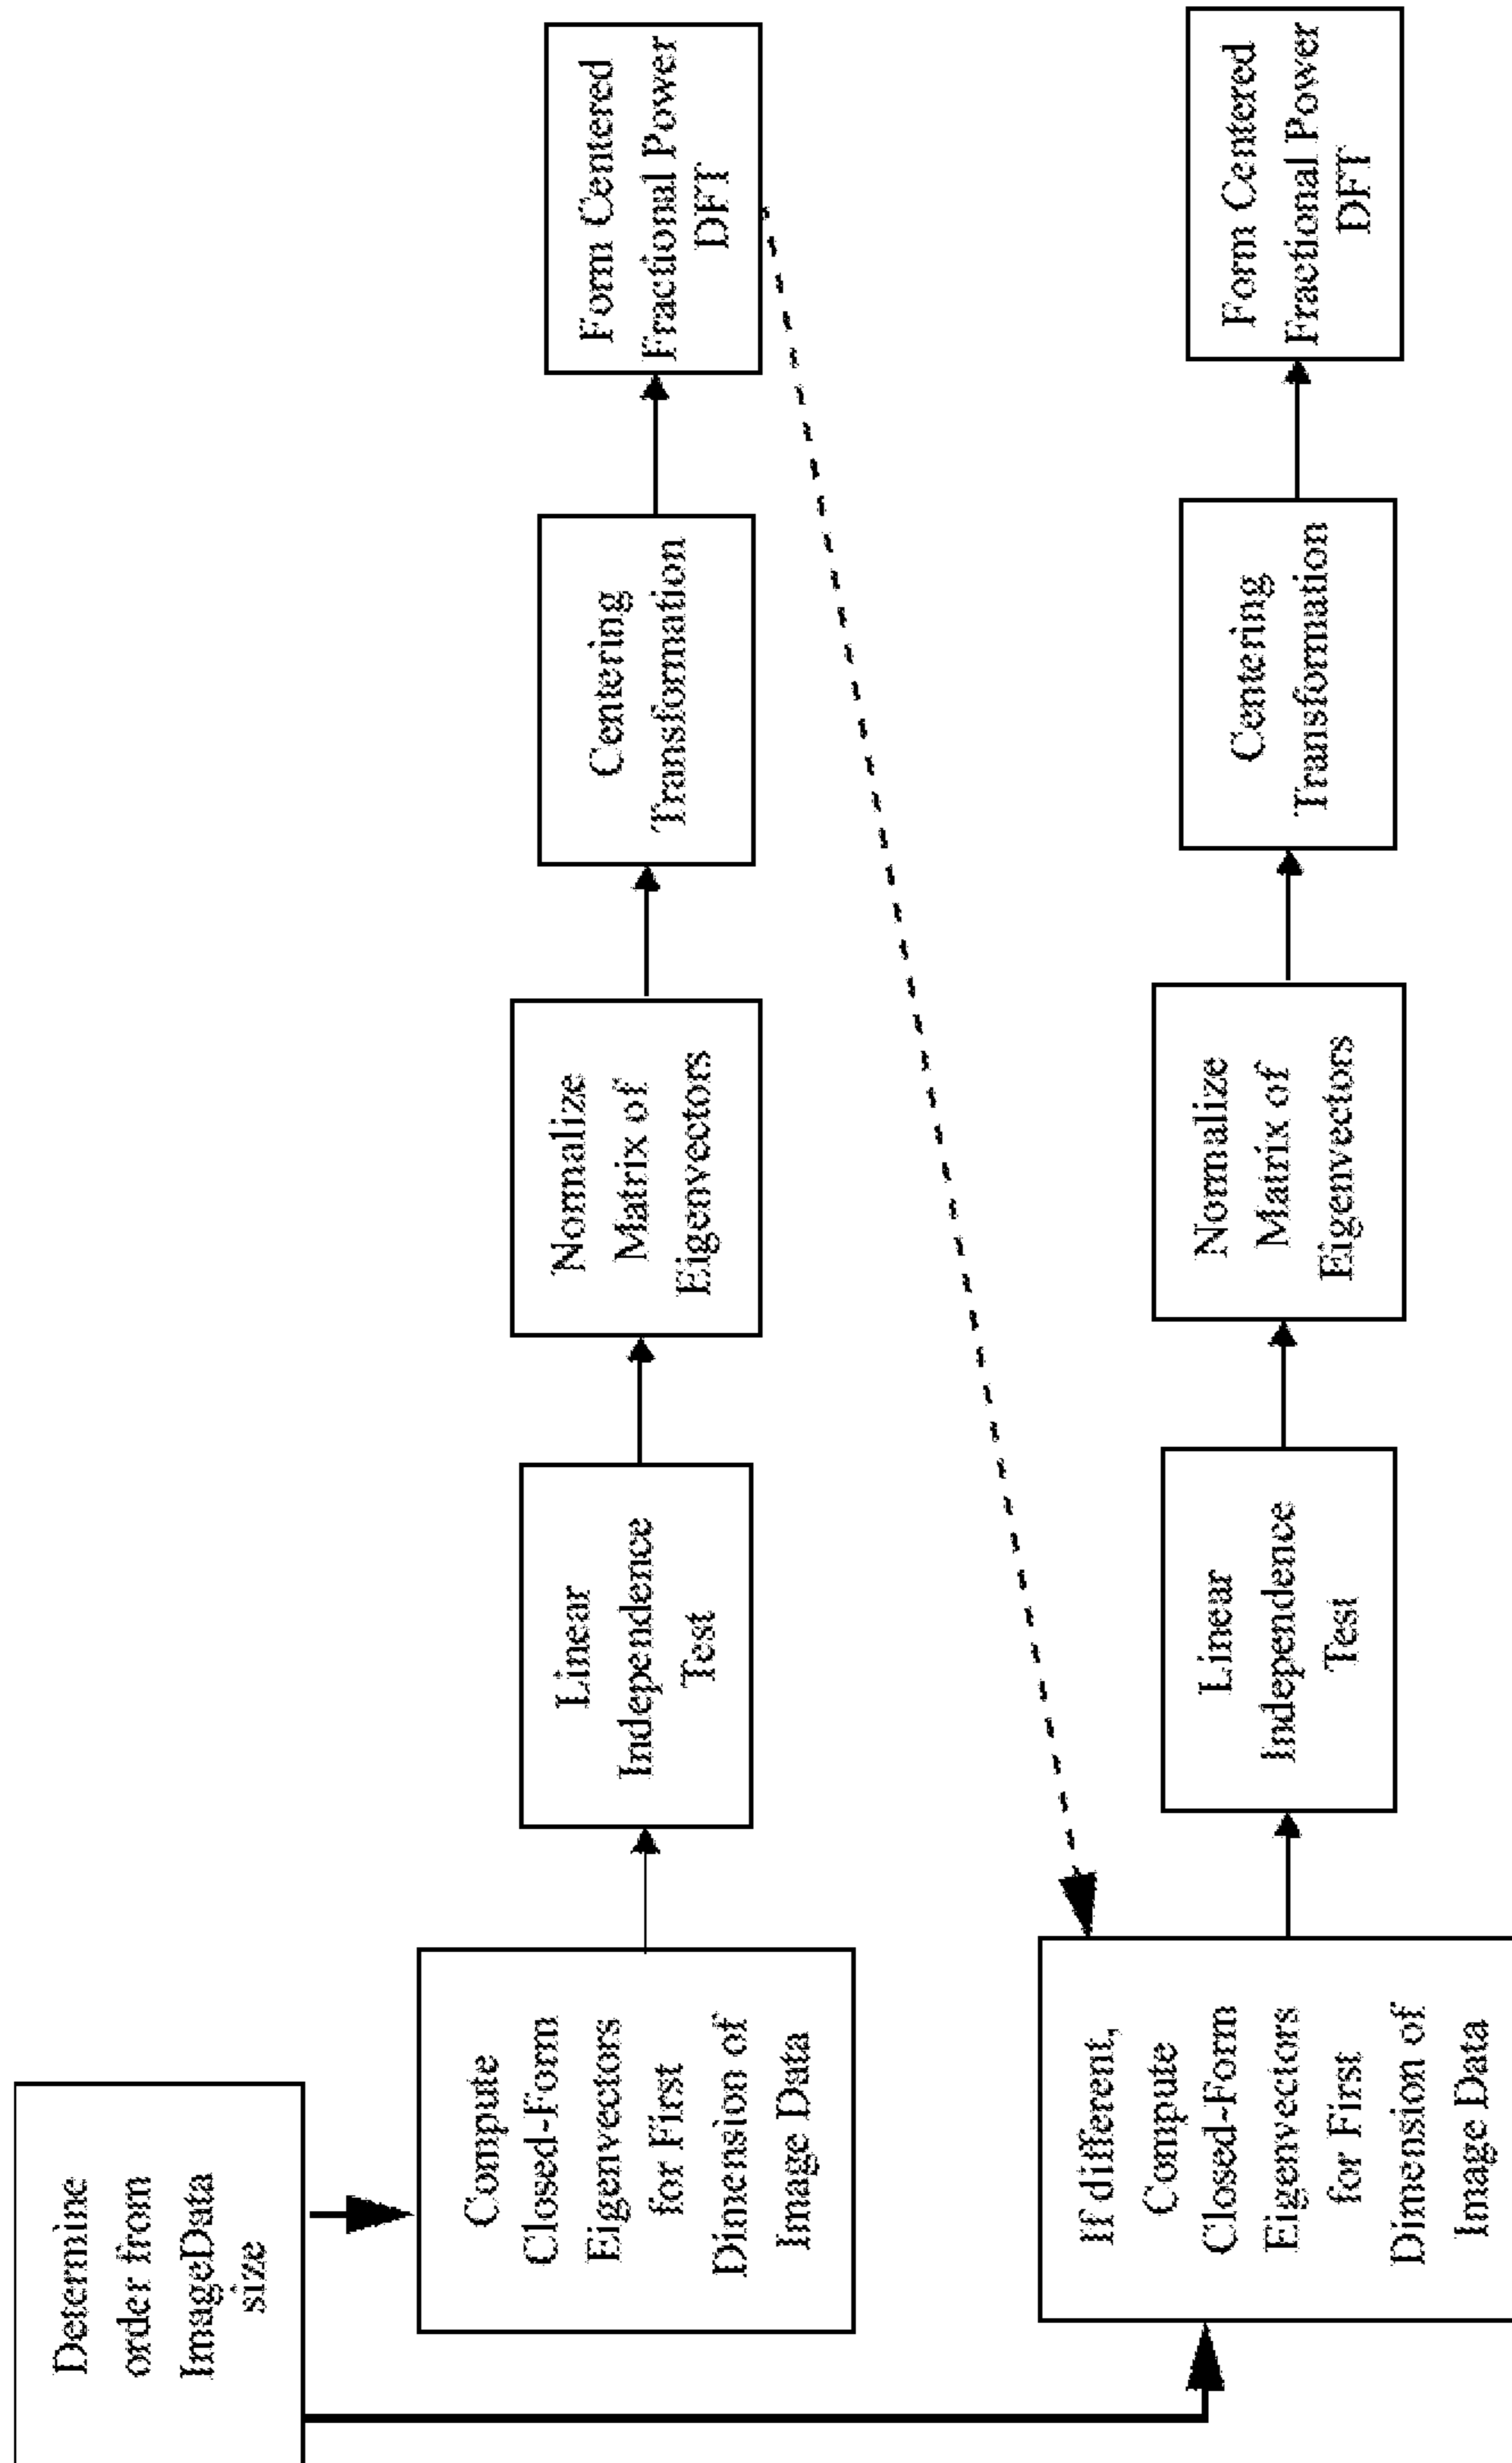 Determine
order from
ImageData
size
Compute
Closed-Form
Eigenvectors
for First
Dimension of
Image Data
Linear
Independence
Test
Normalize
Matrix of
Eigenvectors
Centering
Transformation
Form Centered
Fractional Power
DFT
If different,
Compute
Closed-Form
Eigenvectors
for First
Dimension of
Image Data
Linear
Independence
Test
Normalize
Matrix of
Eigenvectors
Centering
Transformation
Form Centered
Fractional Power
DFT